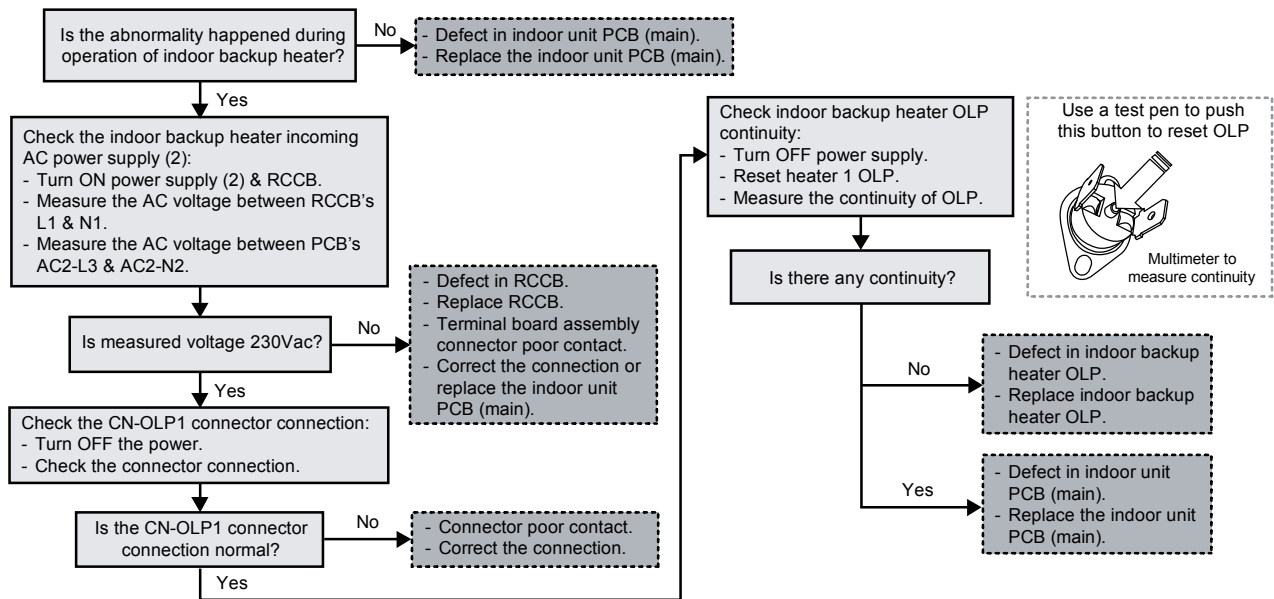 Is the abnormality happened during
operation of indoor backup heater?
No
- Defect in indoor unit PCB (main).
- Replace the indoor unit PCB (main).
Yes
Check the indoor backup heater incoming
AC power supply (2):
- Turn ON power supply (2) & RCCB.
- Measure the AC voltage between RCCB's
L1 & N1.
- Measure the AC voltage between PCB's
AC2-L3 & AC2-N2.
Is measured voltage 230Vac?
No
- Defect in RCCB.
- Replace RCCB.
- Terminal board assembly
connector poor contact.
- Correct the connection or
replace the indoor unit
PCB (main).
Yes
Check the CN-OLP1 connector connection:
- Turn OFF the power.
- Check the connector connection.
Is the CN-OLP1 connector
connection normal?
No
- Connector poor contact.
- Correct the connection.
Yes
Check indoor backup heater OLP
continuity:
- Turn OFF power supply.
- Reset heater 1 OLP.
- Measure the continuity of OLP.
Is there any continuity?
No
- Defect in indoor backup
heater OLP.
- Replace indoor backup
heater OLP.
Yes
- Defect in indoor unit
PCB (main).
- Replace the indoor unit
PCB (main).
Use a test pen to push
this button to reset OLP
Multimeter to
measure continuity